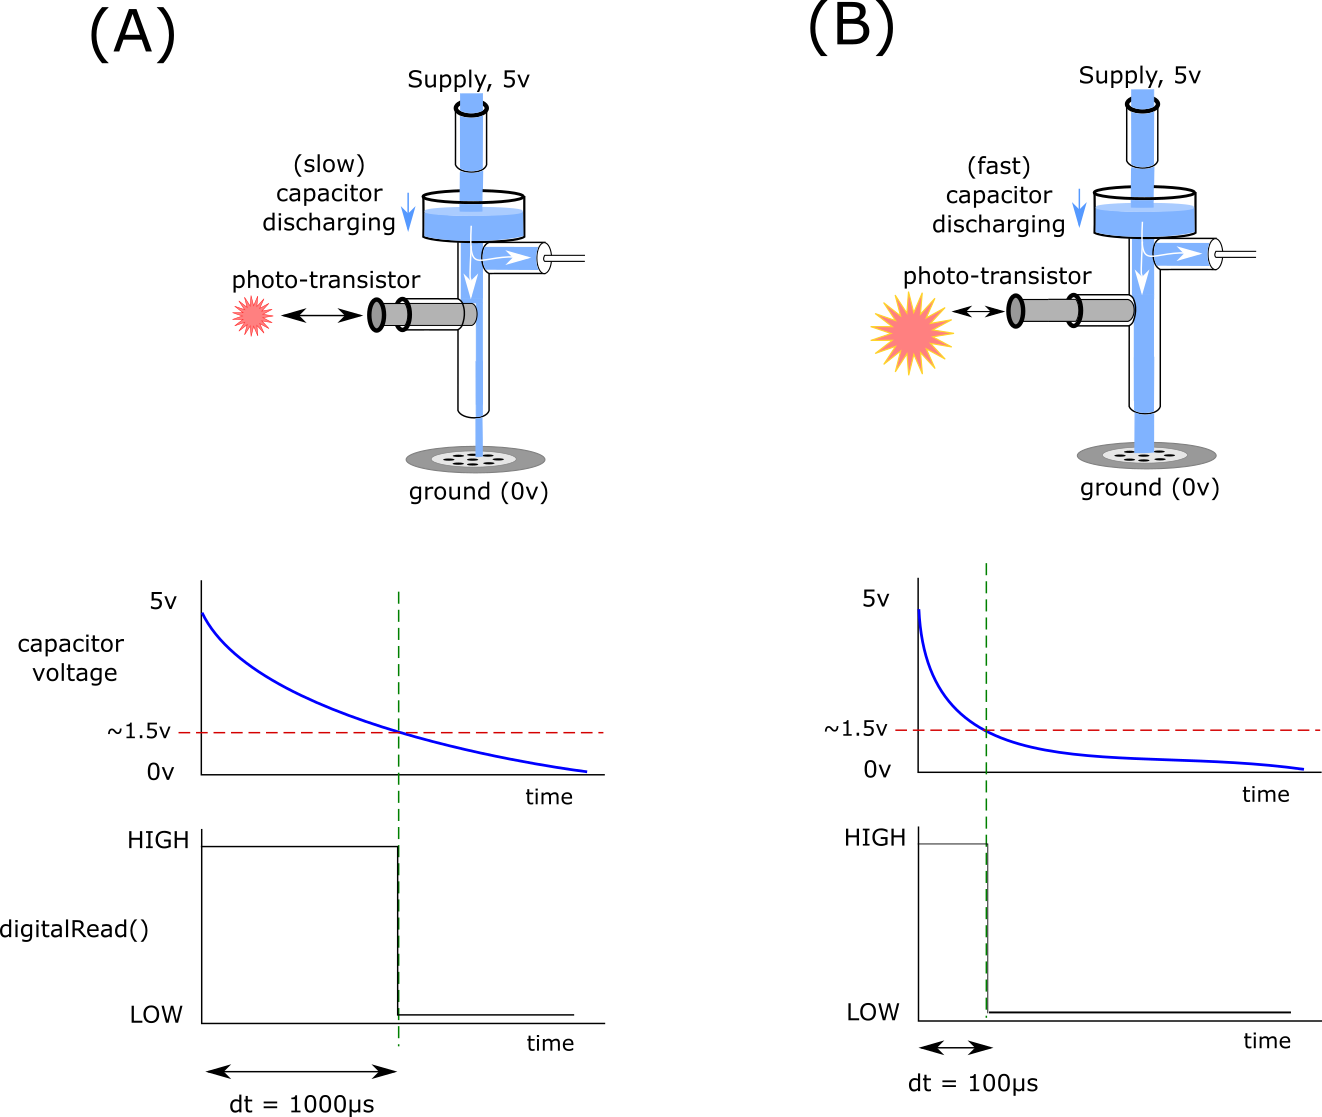 (A)
Supply, 5v
(slow)
capacitor
discharging
photo-transistor
ground (0v)
5v
capacitor
voltage
~1.5v
0v
time
HIGH
digitalRead()
LOW
time
dt = 1000μs
(B)
Supply, 5v
(fast)
capacitor
discharging
photo-transistor
ground (0v)
5v
~1.5v
0v
time
HIGH
LOW
time
dt = 100μs